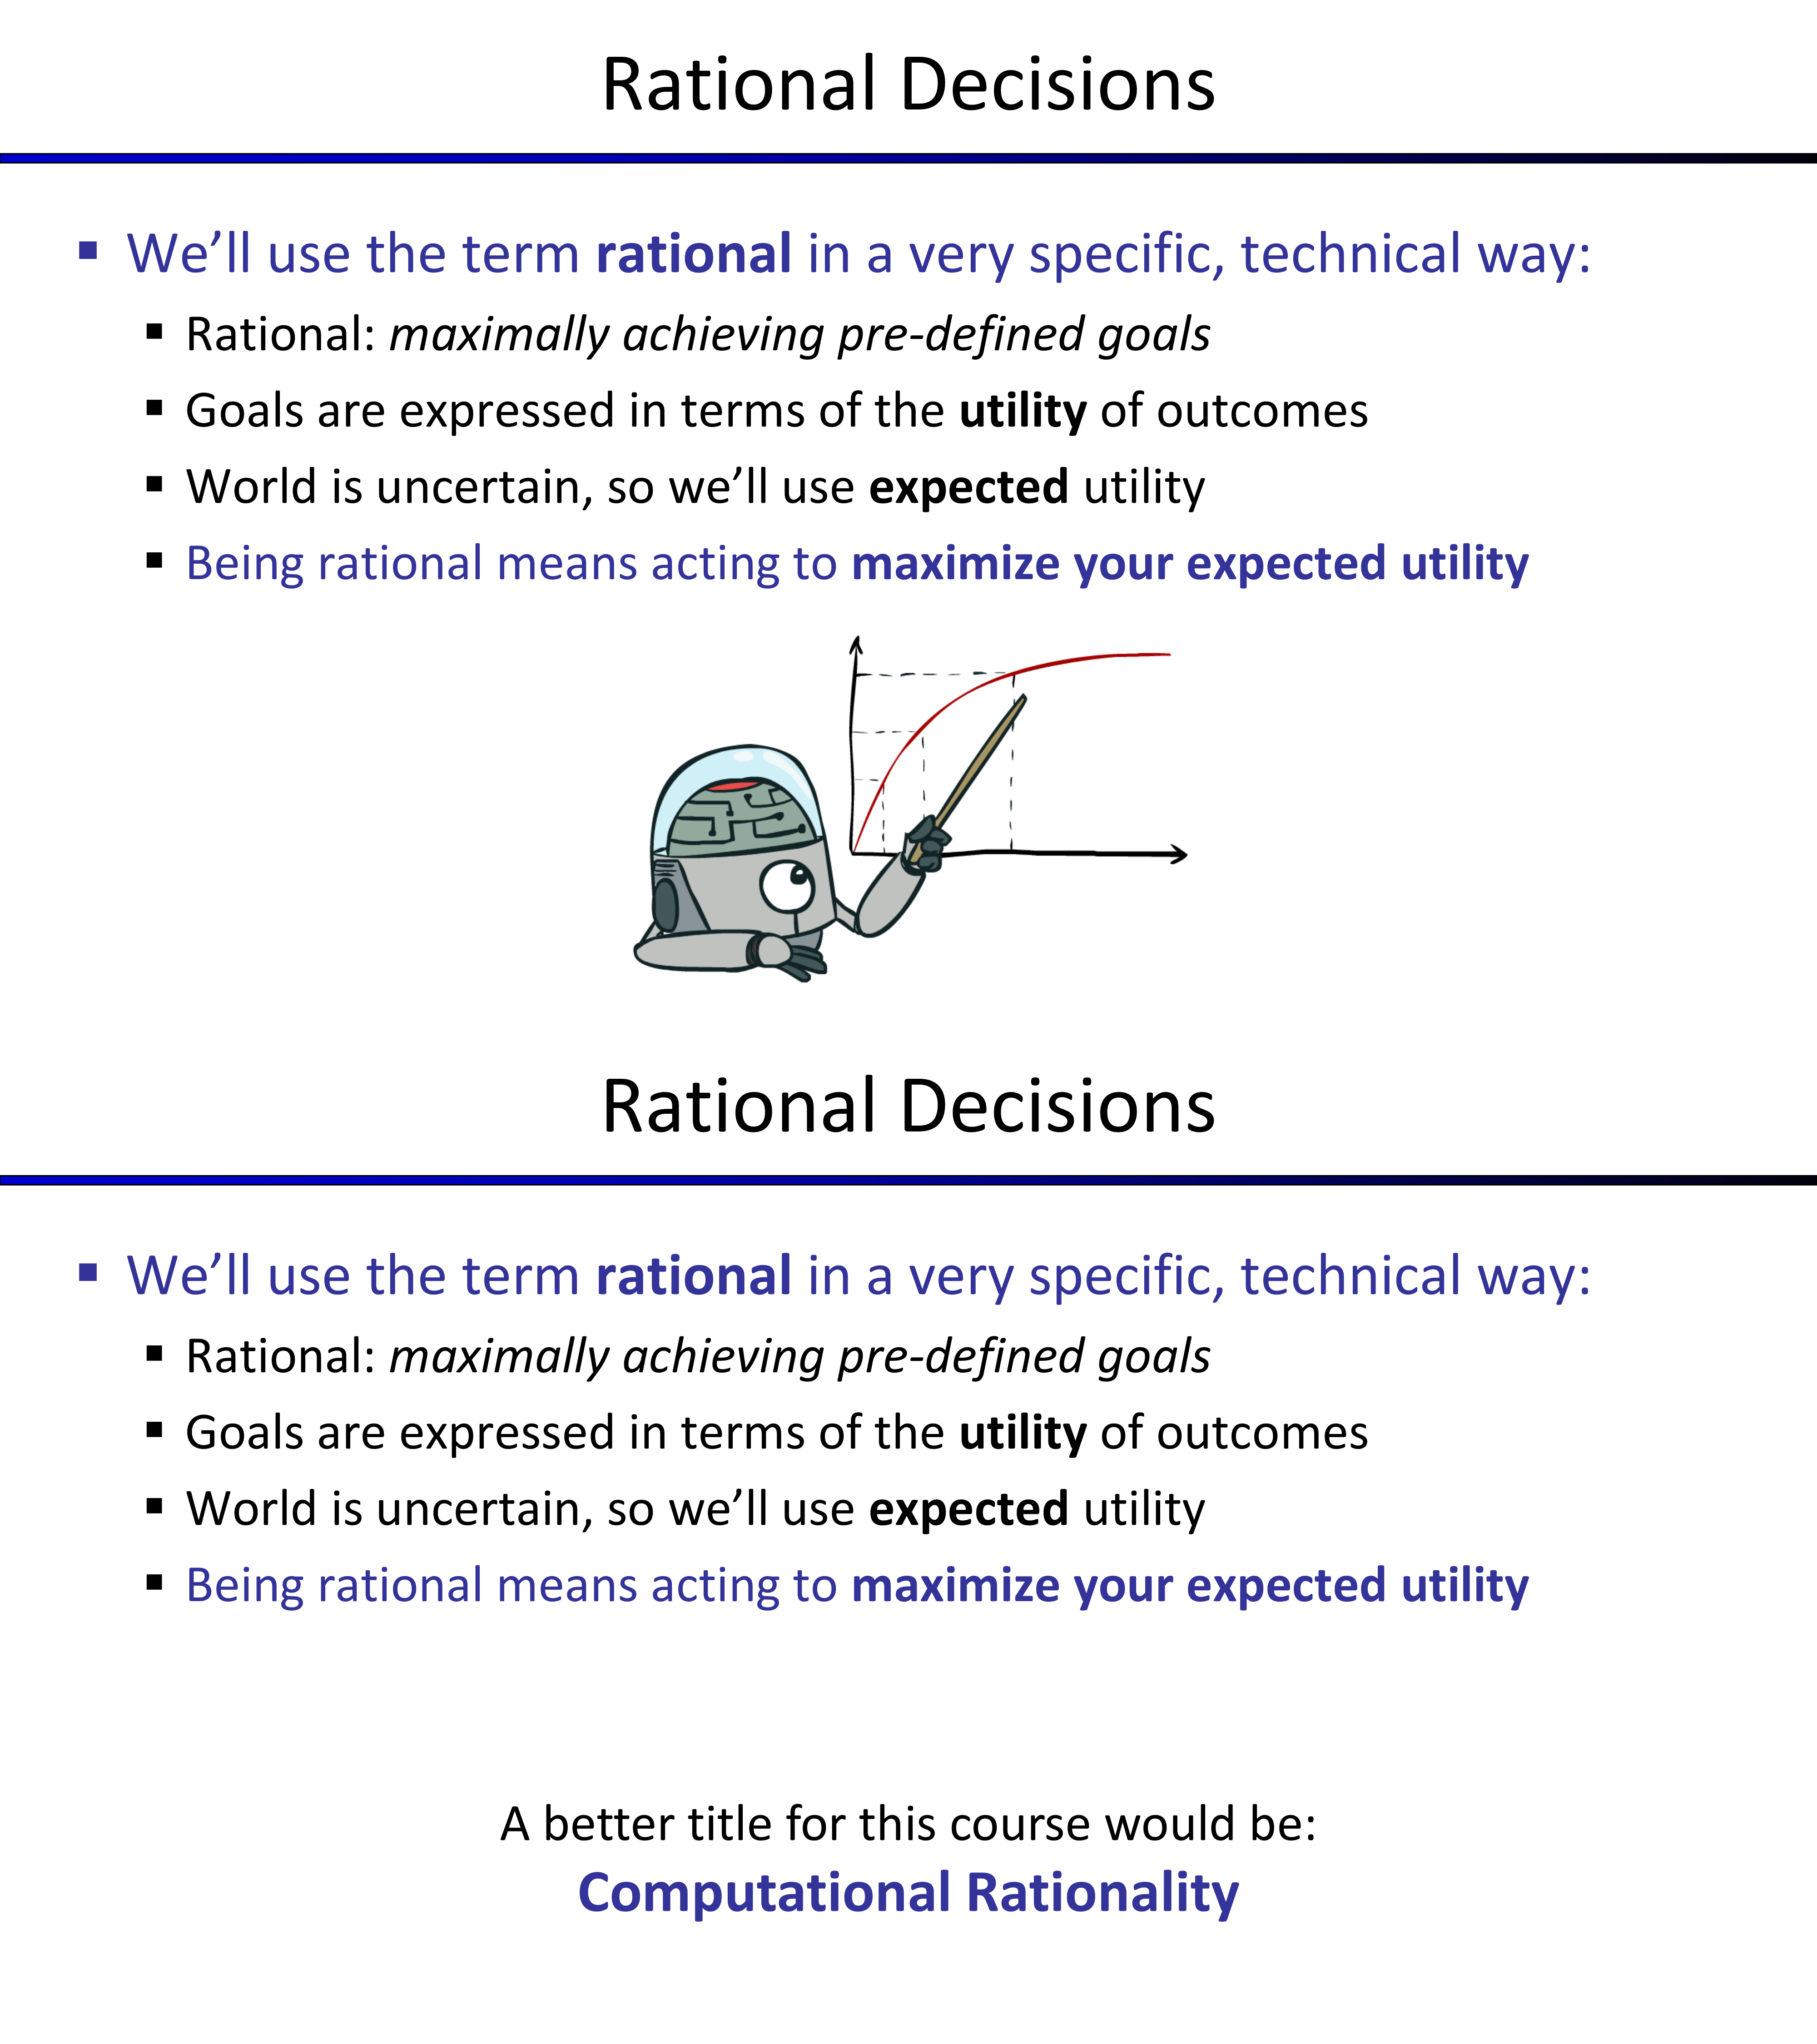 Rational Decisions
▪ We’ll use the term rational in a very specific, technical way:
▪ Rational: maximally achieving pre-defined goals
▪ Goals are expressed in terms of the utility of outcomes
▪ World is uncertain, so we’ll use expected utility
▪ Being rational means acting to maximize your expected utility
Rational Decisions
▪ We’ll use the term rational in a very specific, technical way:
▪ Rational: maximally achieving pre-defined goals
▪ Goals are expressed in terms of the utility of outcomes
▪ World is uncertain, so we’ll use expected utility
▪ Being rational means acting to maximize your expected utility
A better title for this course would be:
Computational Rationality